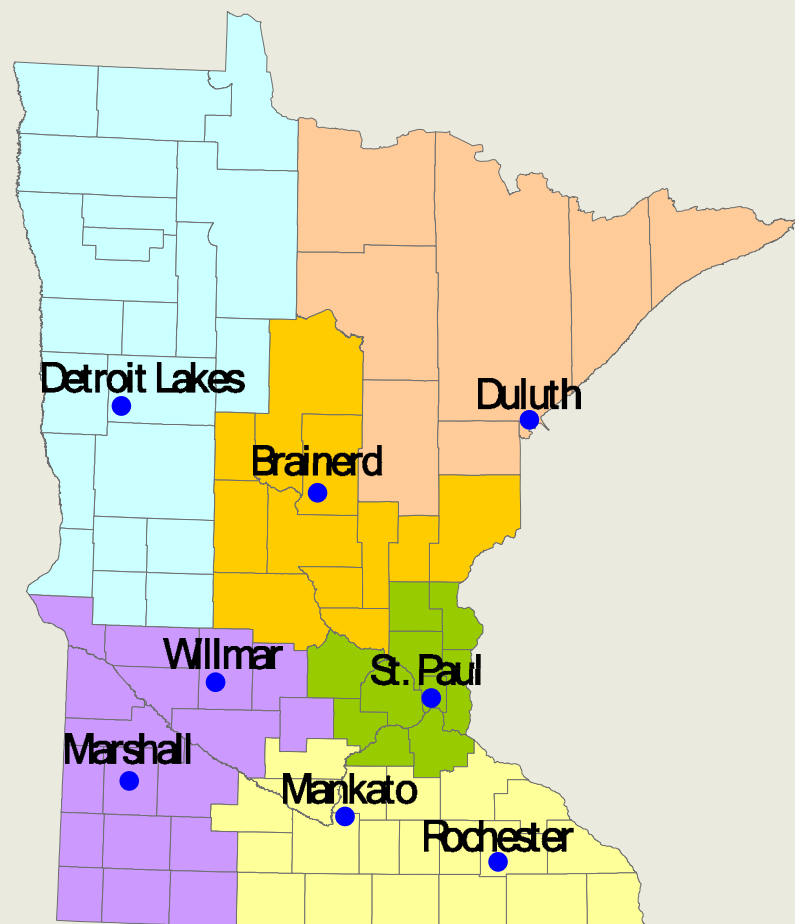 Detroit Lakes
Duluth
Brainerd
Willmar
St. Paul
Marshall
Mankato
Rochester